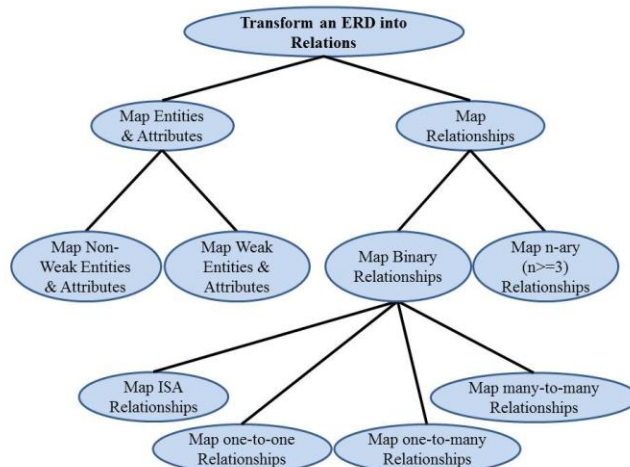 Transform an ERD into
Relations
Map Entities
& Attributes
Map
Relationships
Map Non-
Weak Entities
& Attributes
Map Weak
Entities &
Attributes
Map Binary
Relationships
Map n-ary
(n>=3)
Relationships
Map ISA
Relationships
Map one-to-one
Relationships
Map one-to-many
Relationships
Map many-to-many
Relationships